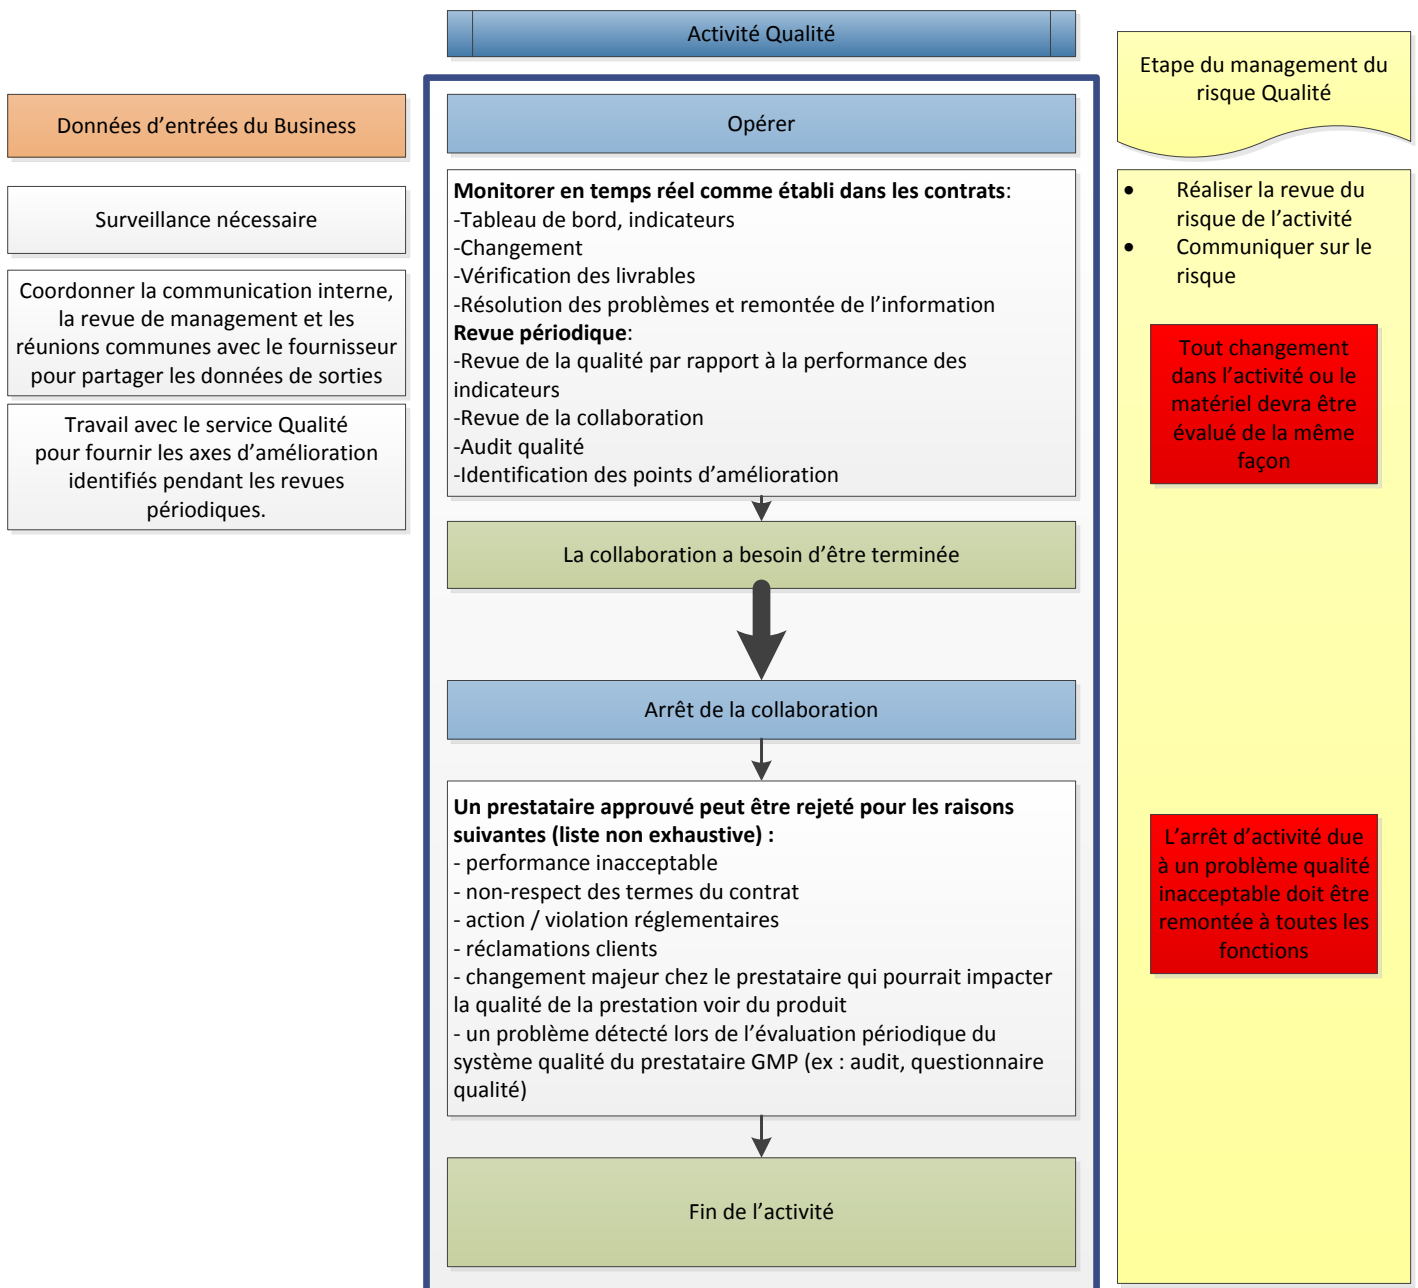 Activité Qualité
Données d’entrées du Business
Surveillance nécessaire
Coordonner la communication interne,
la revue de management et les
réunions communes avec le fournisseur
pour partager les données de sorties
Travail avec le service Qualité
pour fournir les axes d’amélioration
identifiés pendant les revues
périodiques.
Opérer
Monitorer en temps réel comme établi dans les contrats:
-Tableau de bord, indicateurs
-Changement
-Vérification des livrables
-Résolution des problèmes et remontée de l’information
Revue périodique:
-Revue de la qualité par rapport à la performance des
indicateurs
-Revue de la collaboration
-Audit qualité
-Identification des points d’amélioration
La collaboration a besoin d’être terminée
Arrêt de la collaboration
Un prestataire approuvé peut être rejeté pour les raisons
suivantes (liste non exhaustive) :
- performance inacceptable
- non-respect des termes du contrat
- action / violation réglementaires
- réclamations clients
- changement majeur chez le prestataire qui pourrait impacter
la qualité de la prestation voir du produit
- un problème détecté lors de l’évaluation périodique du
système qualité du prestataire GMP (ex : audit, questionnaire
qualité)
Fin de l’activité
Etape du management du
risque Qualité
• Réaliser la revue du
risque de l’activité
• Communiquer sur le
risque
Tout changement
dans l’activité ou le
matériel devra être
évalué de la même
façon
L’arrêt d’activité due
à un problème qualité
inacceptable doit être
remontée à toutes les
fonctions